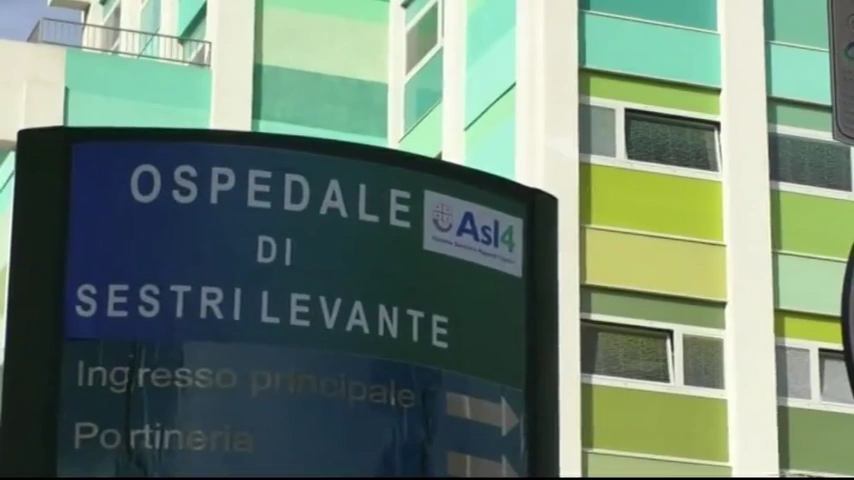 OSPEDALE
Asl4
DI
SESTRI LEVANTE
Ingresso principale
Portineria